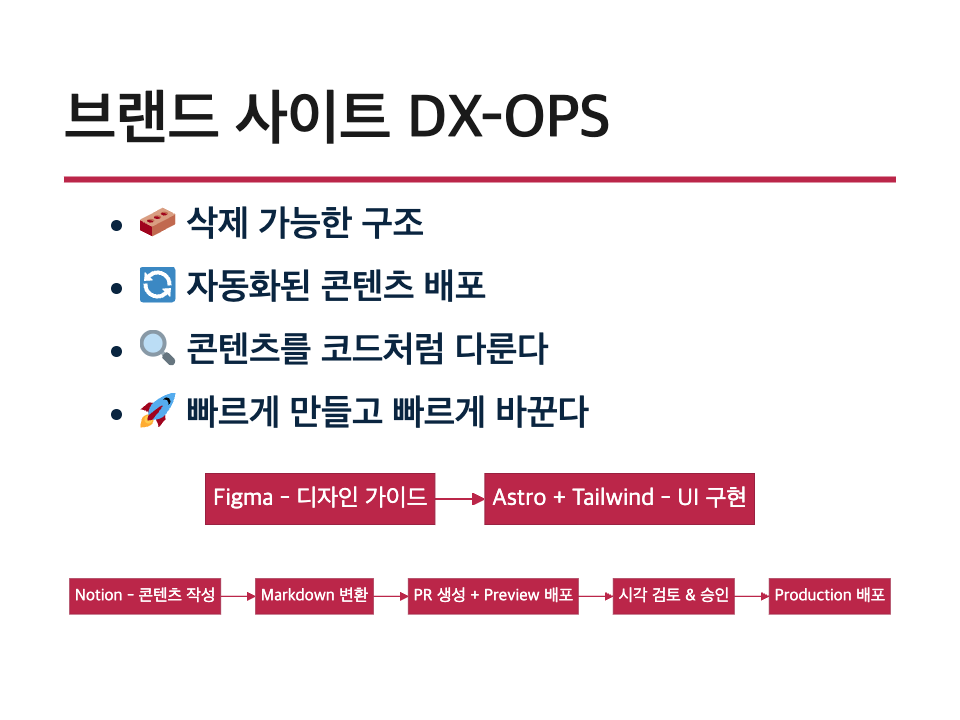 브랜드 사이트 DX-OPS
• 🧱 삭제 가능한 구조
• 🔄 자동화된 콘텐츠 배포
• 🔍 콘텐츠를 코드처럼 다룬다
• 🚀 빠르게 만들고 빠르게 바꾼다
Figma - 디자인 가이드 Astro + Tailwind - UI 구현
Notion - 콘텐츠 작성 Markdown 변환 PR 생성 + Preview 배포 시각 검토 & 승인 Production 배포